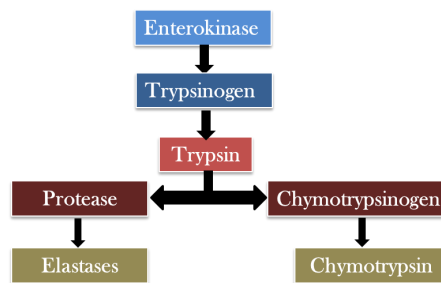 Enterokinase
Trypsinogen
Trypsin
Protease
Chymotrypsinogen
Elastases
Chymotrypsin